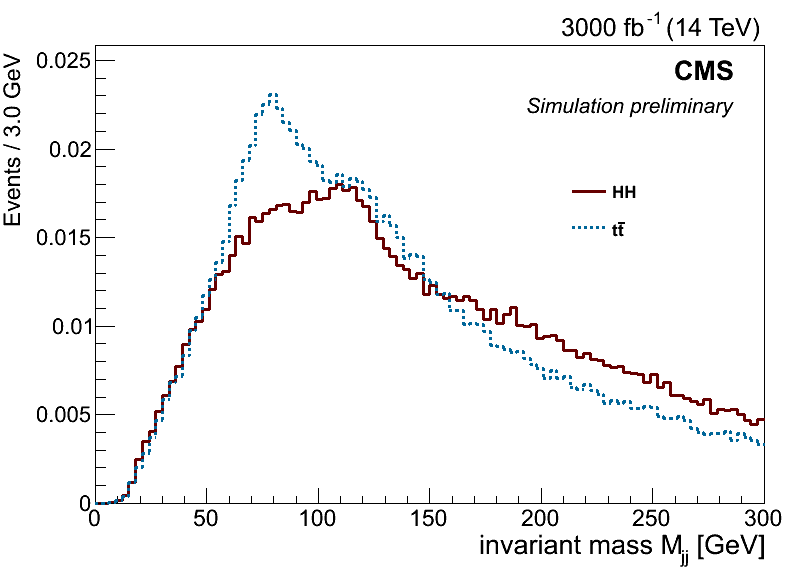 3000 fb⁻¹ (14 TeV)
CMS
Simulation preliminary
HH
tt̄
Events / 3.0 GeV
0.025
0.02
0.015
0.01
0.005
0
0 50 100 150 200 250 300
invariant mass Mjj [GeV]